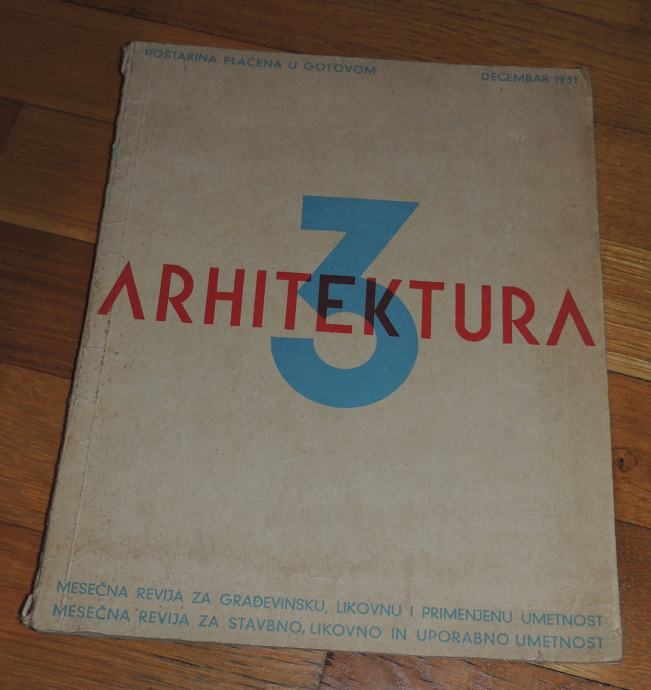 POŠTARINA PLAĆENA U GOTOVOM
DECEMBAR 1931
3
ARHITEKTURA
MESEČNA REVIJA ZA GRAĐEVINSKU, LIKOVNU I PRIMENJENU UMETNOST
MESEČNA REVIJA ZA STAVBNO, LIKOVNO IN UPORABNO UMETNOST